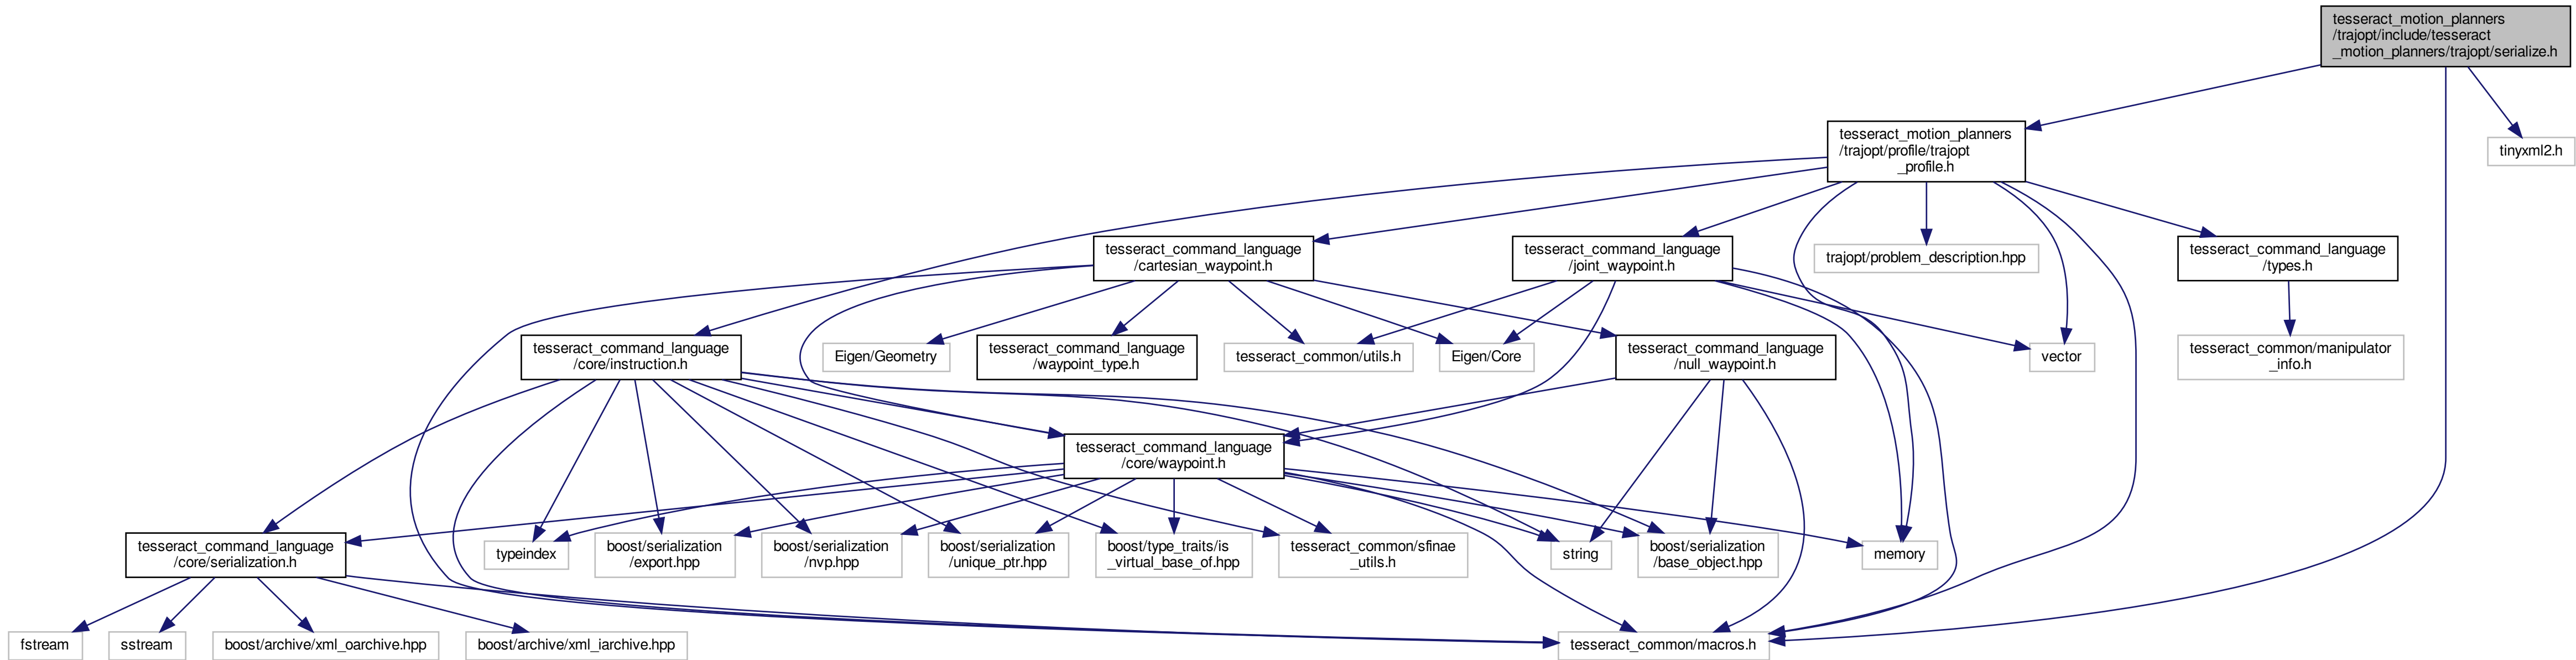 tesseract_motion_planners
/trajopt/include/tesseract
_motion_planners/trajopt/serialize.h
tesseract_motion_planners
/trajopt/profile/trajopt
_profile.h
tinyxml2.h
tesseract_command_language
/cartesian_waypoint.h
tesseract_command_language
/joint_waypoint.h
trajopt/problem_description.hpp
tesseract_command_language
/types.h
tesseract_command_language
/core/instruction.h
Eigen/Geometry
tesseract_command_language
/waypoint_type.h
tesseract_common/utils.h
Eigen/Core
tesseract_command_language
/null_waypoint.h
vector
tesseract_common/manipulator
_info.h
tesseract_command_language
/core/waypoint.h
tesseract_command_language
/core/serialization.h
typeindex
boost/serialization
/export.hpp
boost/serialization
/nvp.hpp
boost/serialization
/unique_ptr.hpp
boost/type_traits/is
_virtual_base_of.hpp
tesseract_common/sfinae
_utils.h
string
boost/serialization
/base_object.hpp
memory
fstream
sstream
boost/archive/xml_oarchive.hpp
boost/archive/xml_iarchive.hpp
tesseract_common/macros.h